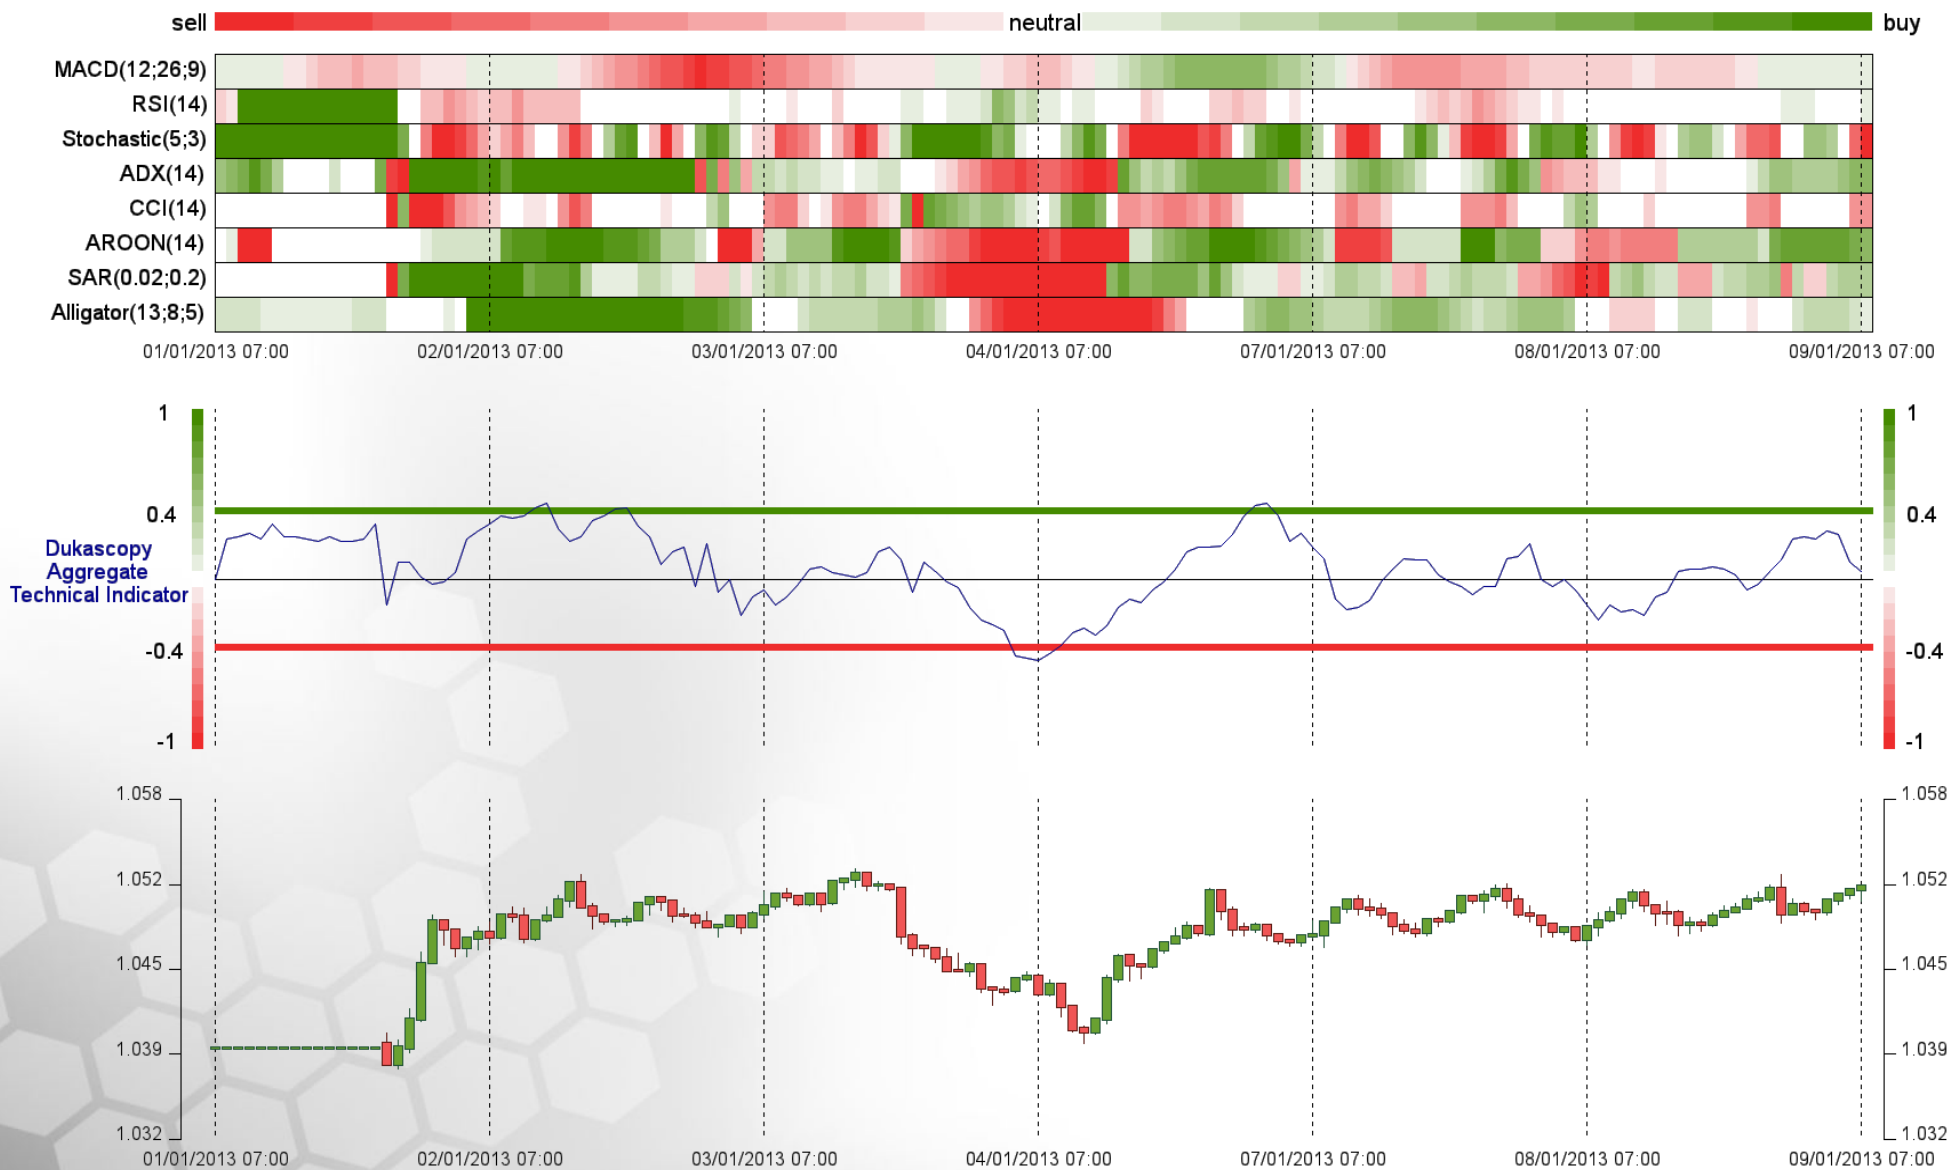 sell neutral buy
MACD(12;26;9)
RSI(14)
Stochastic(5;3)
ADX(14)
CCI(14)
AROON(14)
SAR(0.02;0.2)
Alligator(13;8;5)
01/01/2013 07:00 02/01/2013 07:00 03/01/2013 07:00 04/01/2013 07:00 07/01/2013 07:00 08/01/2013 07:00 09/01/2013 07:00
1 1
0.4 0.4
Dukascopy
Aggregate
Technical Indicator
-0.4 -0.4
-1 -1
1.058 1.058
1.052 1.052
1.045 1.045
1.039 1.039
1.032 1.032
01/01/2013 07:00 02/01/2013 07:00 03/01/2013 07:00 04/01/2013 07:00 07/01/2013 07:00 08/01/2013 07:00 09/01/2013 07:00